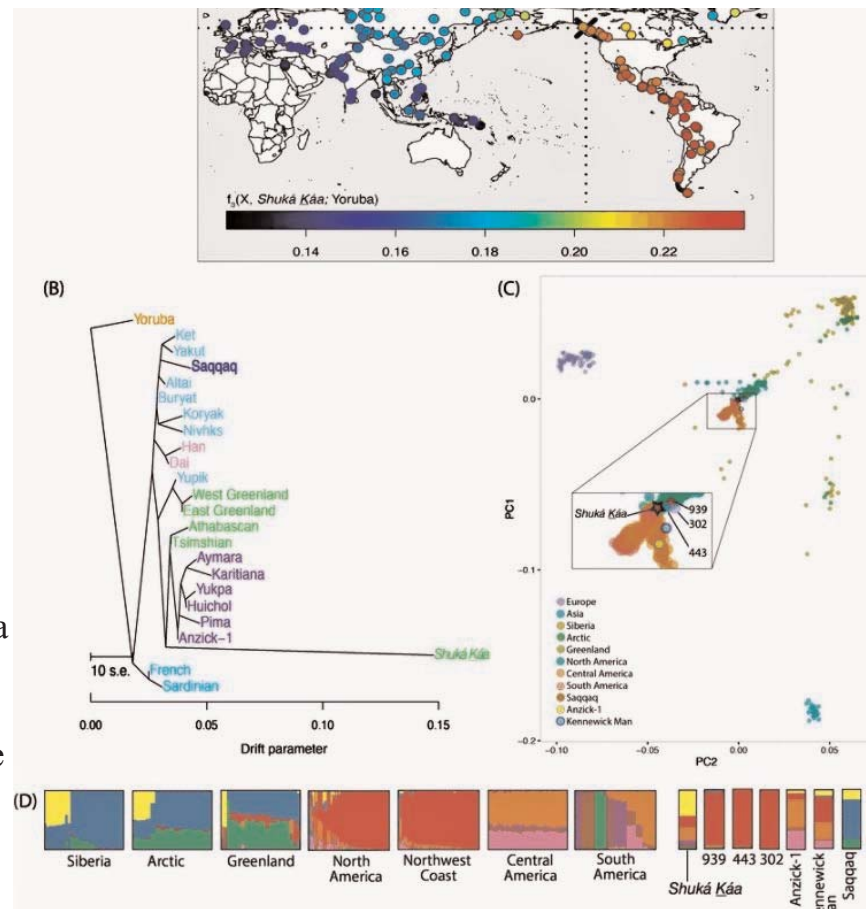 f₃(X, Shuká Káa; Yoruba)
0.14 0.16 0.18 0.20 0.22
(B)
Yoruba
Ket
Yakut
Saqqaq
Altai
Buryat
Koryak
Nivhks
Han
Dai
Yupik
West Greenland
East Greenland
Athabascan
Tsimshian
Aymara
Karitiana
Yukpa
Huichol
Pima
Anzick-1
Shuká Káa
10 s.e.
French
Sardinian
0.00 0.05 0.10 0.15
Drift parameter
(C)
0.0
-0.1
-0.2
PC1
Shuká Káa
939
302
443
Europe
Asia
Siberia
Arctic
Greenland
North America
Central America
South America
Saqqaq
Anzick-1
Kennewick Man
-0.10 -0.05 0.00 0.05
PC2
a
e
(D)
Siberia Arctic Greenland North America Northwest Coast Central America South America
Shuká Káa
939 443 302
Anzick-1
ennewick
an
Saqqaq